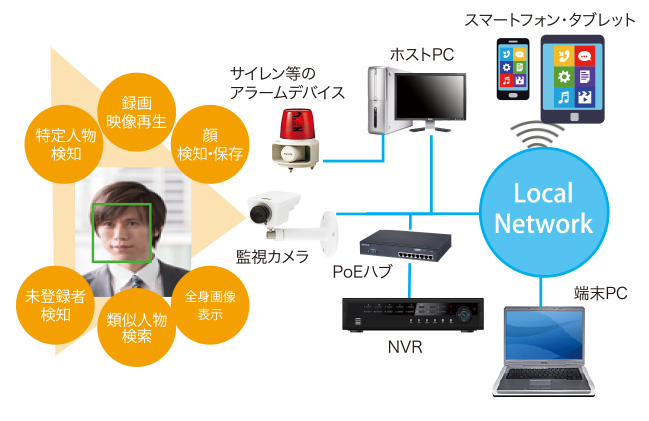 スマートフォン・タブレット
ホストPC
サイレン等の
アラームデバイス
録画
映像再生
特定人物
検知
顔
検知・保存
Local
Network
監視カメラ
PoEハブ
未登録者
検知
類似人物
検索
全身画像
表示
端末PC
NVR